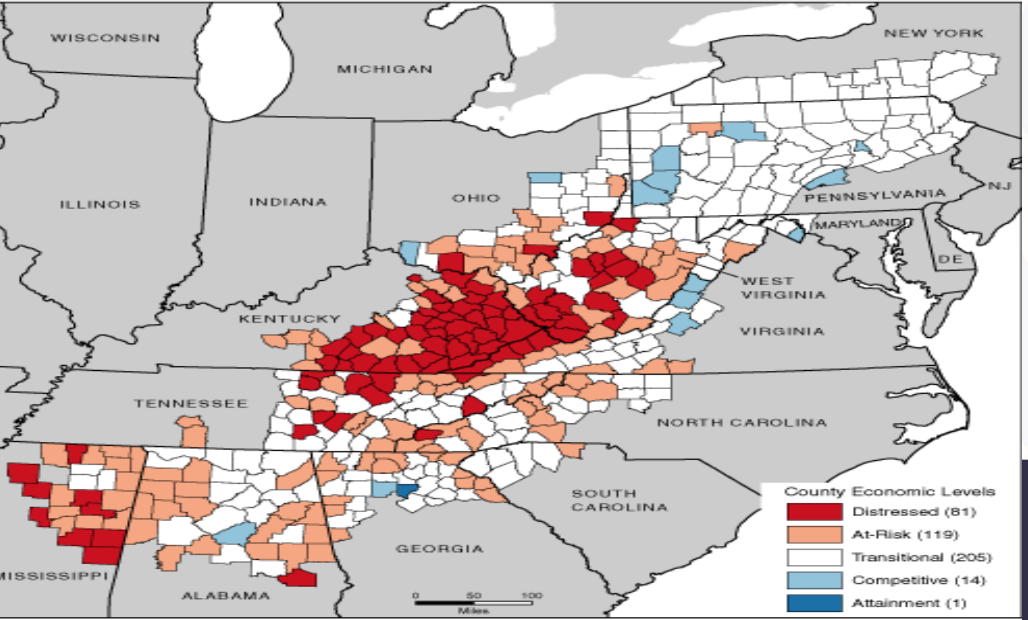 NEW YORK
WISCONSIN
MICHIGAN
NJ
PENNSYLVANIA
OHIO
ILLINOIS
INDIANA
MARYLAND
DE
WEST
VIRGINIA
KENTUCKY
VIRGINIA
TENNESSEE
NORTH CAROLINA
SOUTH
CAROLINA
GEORGIA
MISSISSIPPI
ALABAMA
0 50 100
Miles
County Economic Levels
Distressed (81)
At-Risk (119)
Transitional (205)
Competitive (14)
Attainment (1)